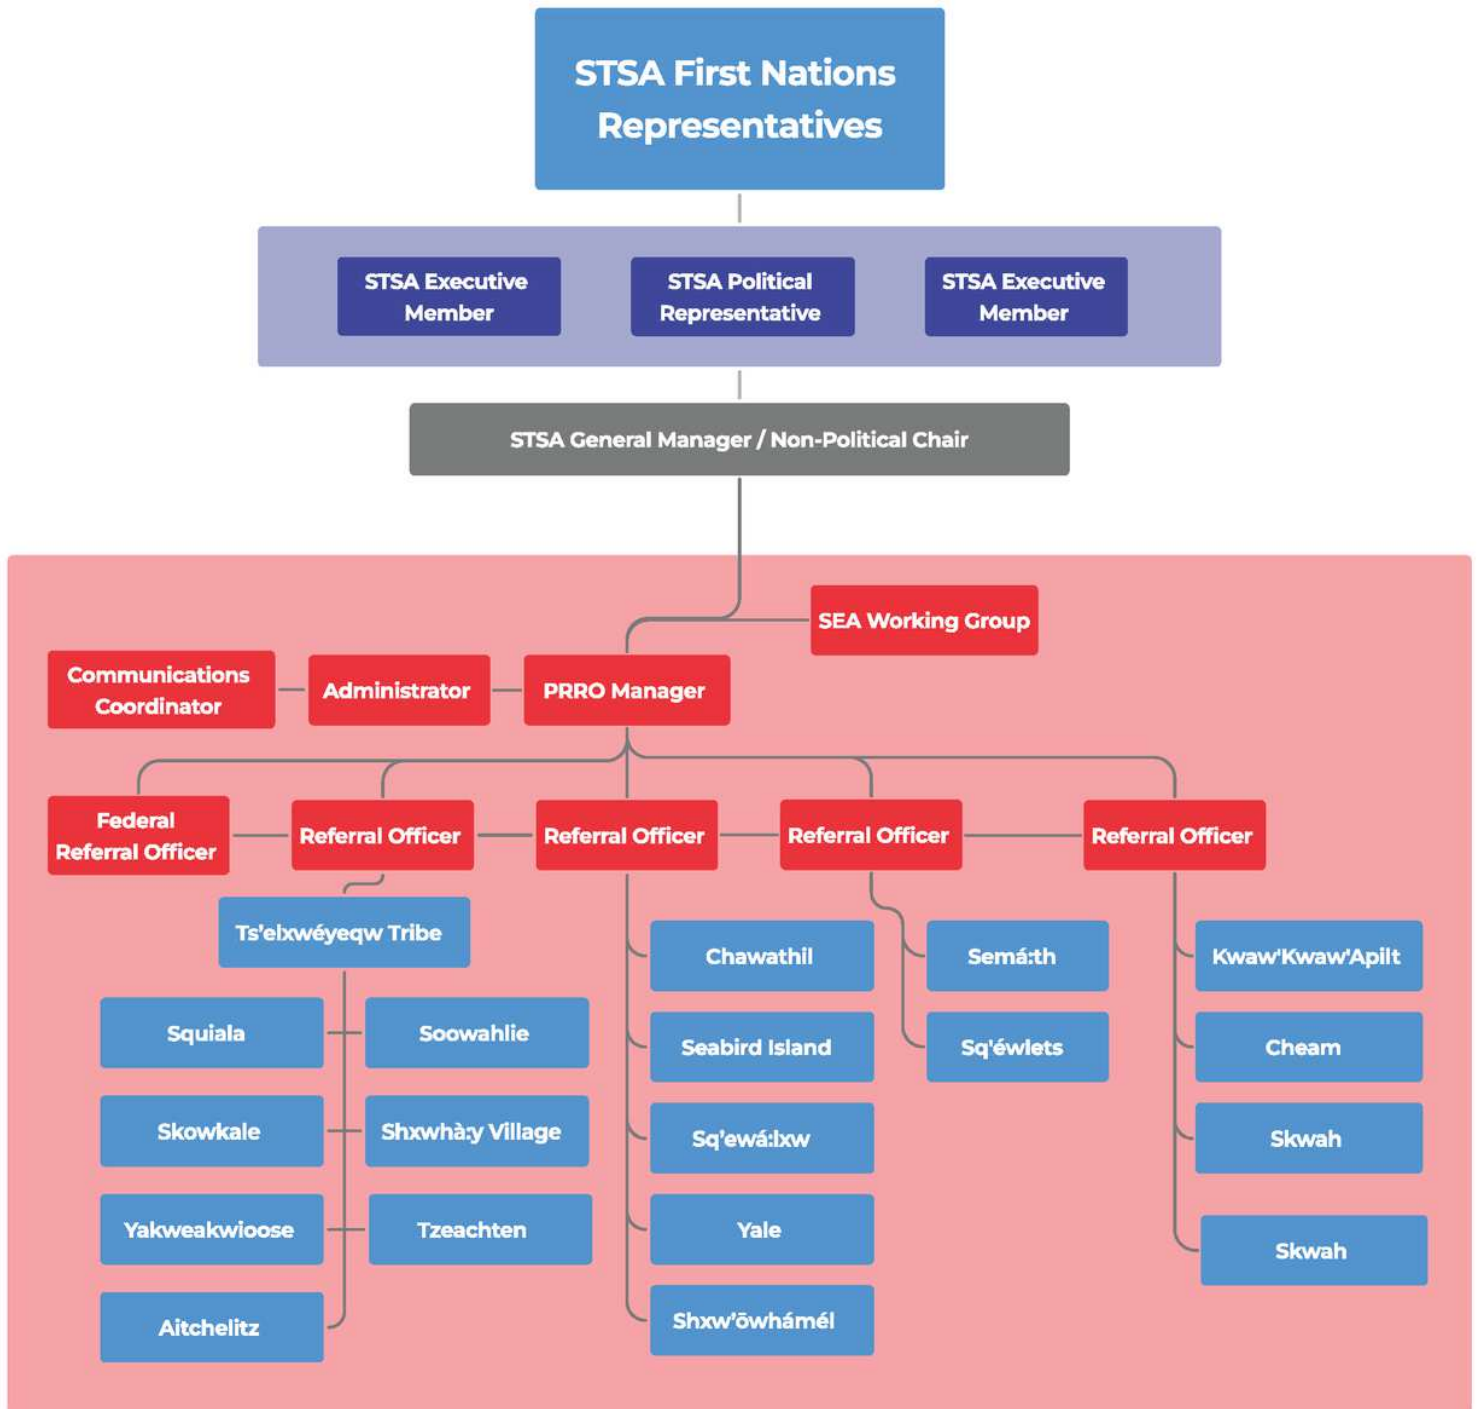 STSA First Nations
Representatives
STSA Executive
Member
STSA Political
Representative
STSA Executive
Member
STSA General Manager / Non-Political Chair
SEA Working Group
Communications
Coordinator
Administrator
PRRO Manager
Federal
Referral Officer
Referral Officer
Referral Officer
Referral Officer
Referral Officer
Ts'elxwéyeqw Tribe
Squiala
Soowahlie
Skowkale
Shxwhà:y Village
Yakweakwioose
Tzeachten
Aitchelitz
Chawathil
Seabird Island
Sq'ewá:lxw
Yale
Shxw'ōwhámél
Semá:th
Sq'éwlets
Kwaw'Kwaw'Apilt
Cheam
Skwah
Skwah